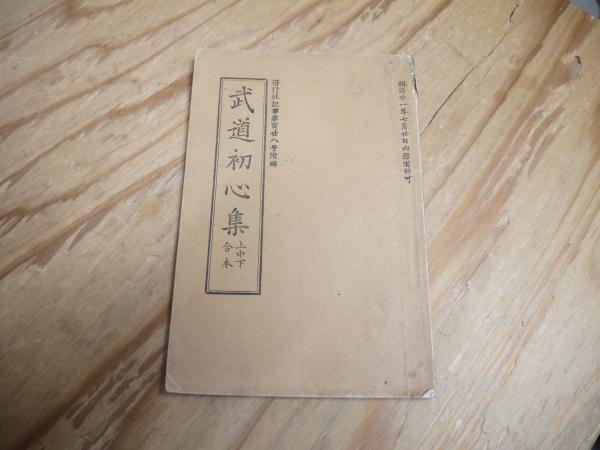 明治廿一年七月廿日内務省許可
偕行社記事第百廿八号附録
武道初心集 上中下
合本